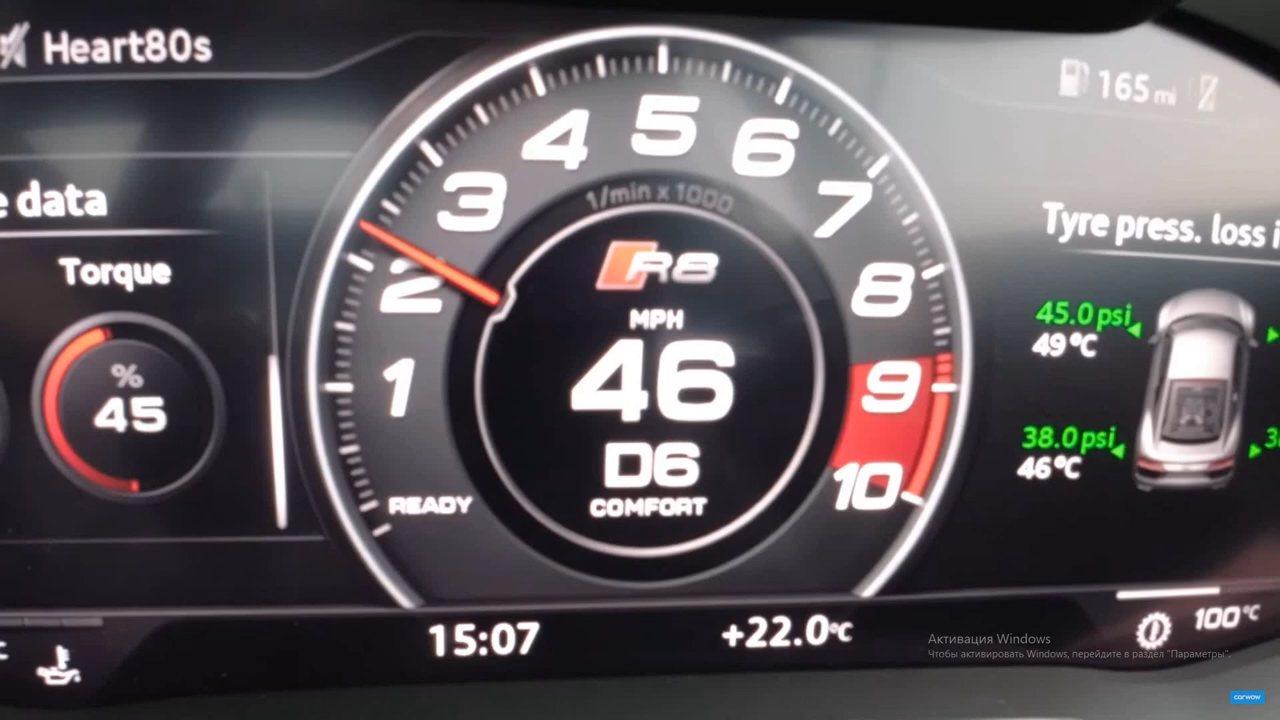 Heart80s
165 mi
e data
Torque
%
45
1
2
3
4
5
6
7
8
9
10
1/min x 1000
R8
MPH
46
D6
COMFORT
READY
Tyre press. loss i
45.0 psi
49 °C
38.0 psi
46 °C
3
15:07
+22.0°C
100 °C
Активация Windows
Чтобы активировать Windows, перейдите в раздел "Параметры".
carwow